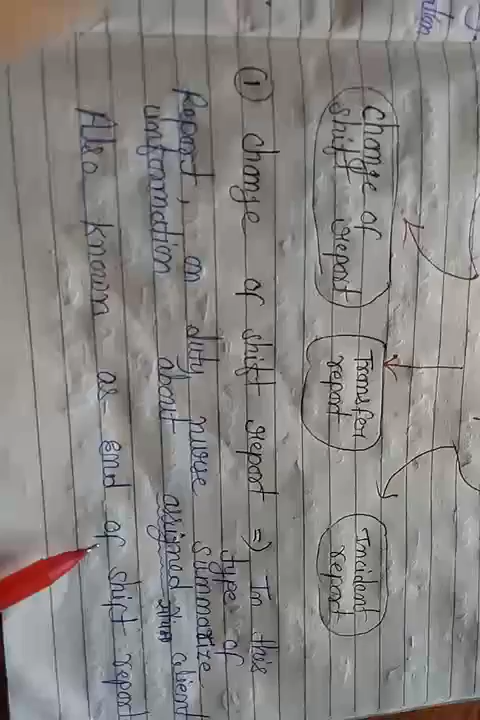 Change of
shift report
Transfer
report
Incident
report
① change of shift report => In this
type of
Report, on duty nurse summarize
information about assigned client
Also known as end of shift report